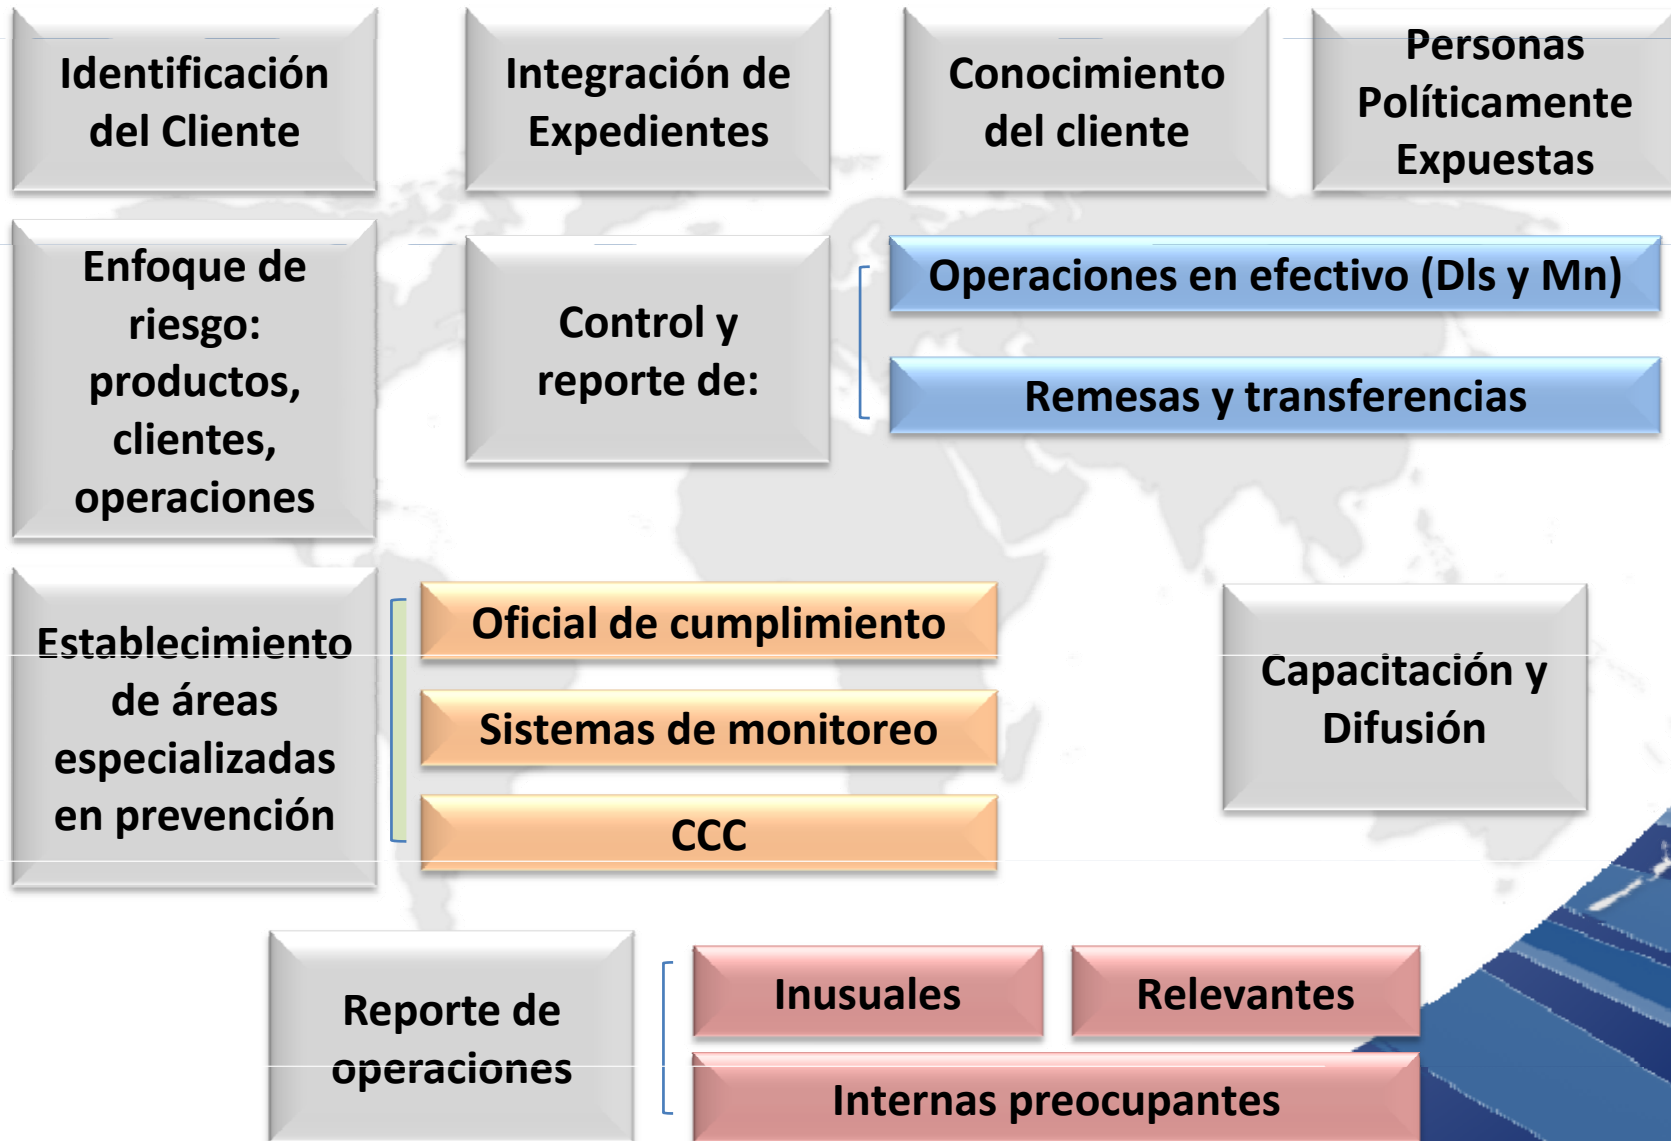 Identificación
del Cliente
Integración de
Expedientes
Conocimiento
del cliente
Personas
Políticamente
Expuestas
Enfoque de
riesgo:
productos,
clientes,
operaciones
Control y
reporte de:
Operaciones en efectivo (Dls y Mn)
Remesas y transferencias
Establecimiento
de áreas
especializadas
en prevención
Oficial de cumplimiento
Sistemas de monitoreo
CCC
Capacitación y
Difusión
Reporte de
operaciones
Inusuales
Relevantes
Internas preocupantes